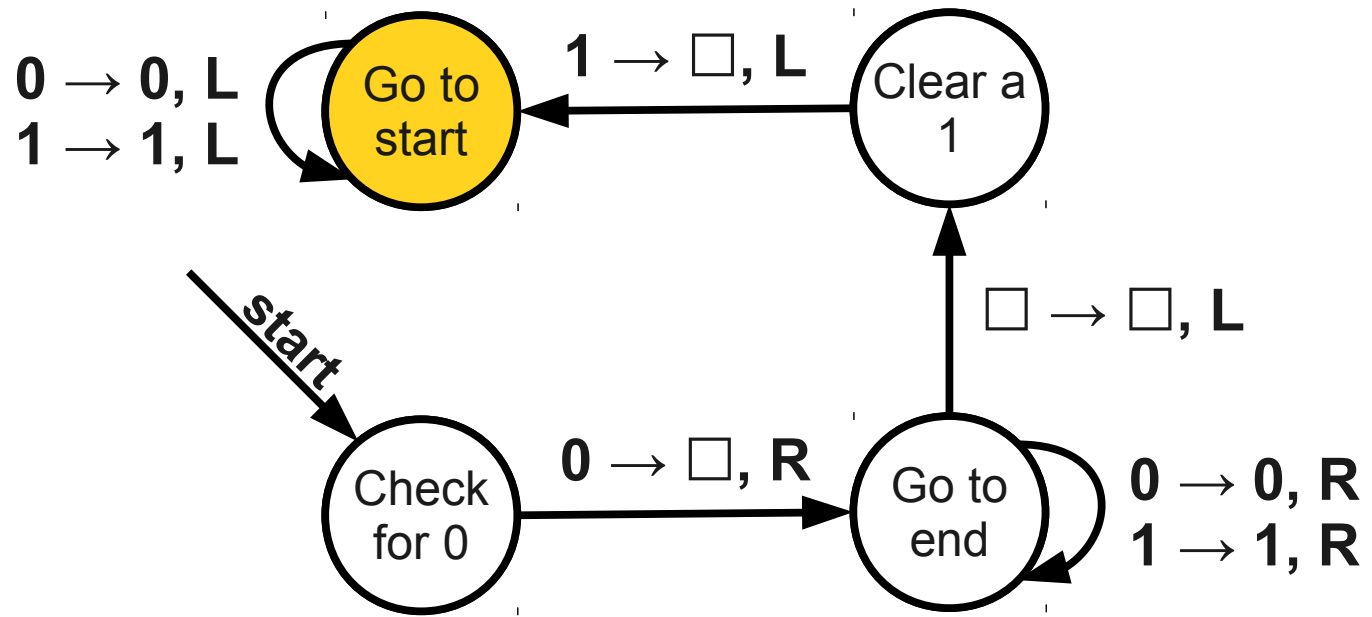 0 → 0, L
1 → 1, L
Go to
start
1 → □, L
Clear a
1
start
□ → □, L
Check
for 0
0 → □, R
Go to
end
0 → 0, R
1 → 1, R